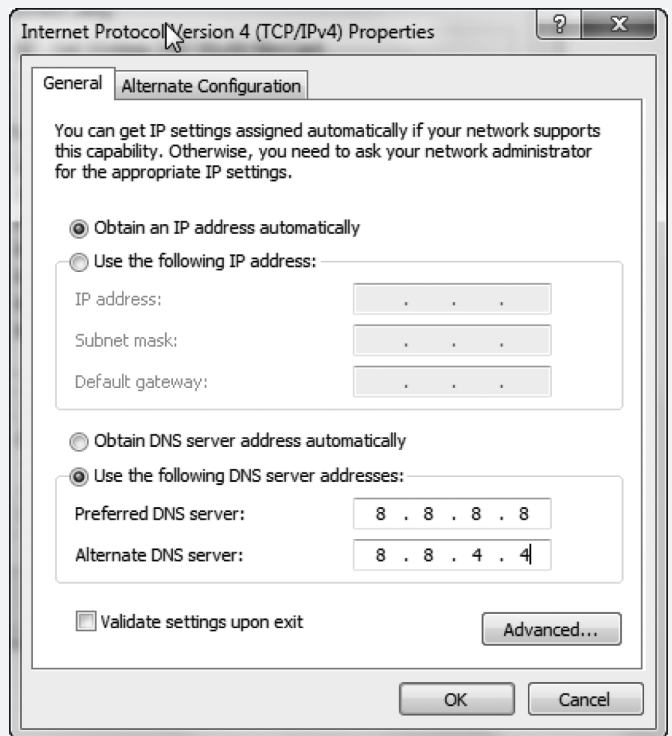 Internet Protocol Version 4 (TCP/IPv4) Properties
General
Alternate Configuration
You can get IP settings assigned automatically if your network supports
this capability. Otherwise, you need to ask your network administrator
for the appropriate IP settings.
Obtain an IP address automatically
Use the following IP address:
IP address:
. . .
Subnet mask:
. . .
Default gateway:
. . .
Obtain DNS server address automatically
Use the following DNS server addresses:
Preferred DNS server:
8 . 8 . 8 . 8
Alternate DNS server:
8 . 8 . 4 . 4
Validate settings upon exit
Advanced...
OK
Cancel